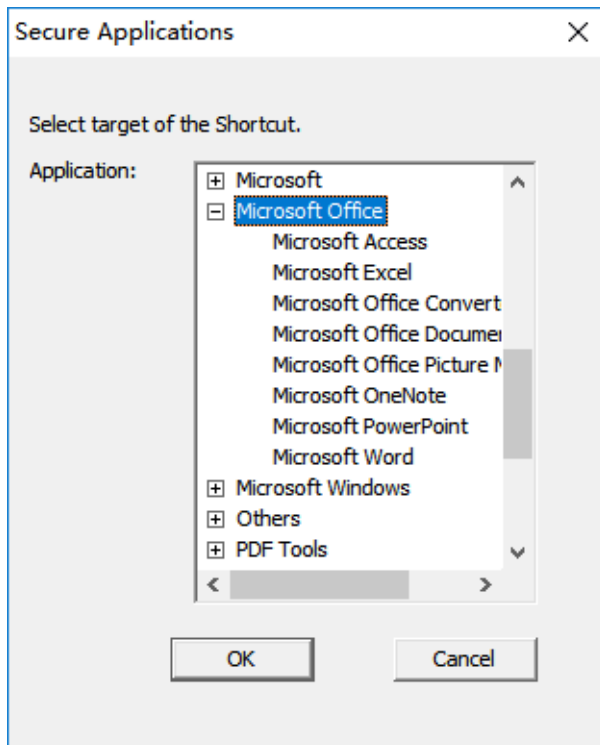 Secure Applications
Select target of the Shortcut.
Application:
Microsoft
Microsoft Office
Microsoft Access
Microsoft Excel
Microsoft Office Convert
Microsoft Office Docume
Microsoft Office Picture
Microsoft OneNote
Microsoft PowerPoint
Microsoft Word
Microsoft Windows
Others
PDF Tools
OK
Cancel